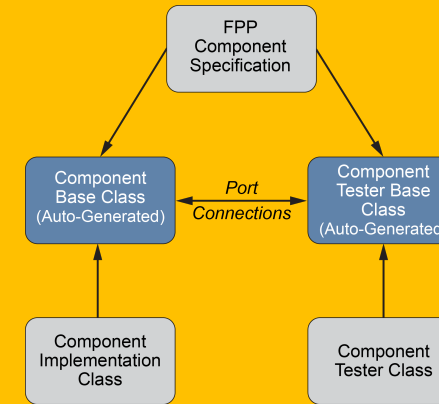 FPP
Component
Specification
Component
Base Class
(Auto-Generated)
Port
Connections
Component
Tester Base
Class
(Auto-Generated
Component
Implementation
Class
Component
Tester Class